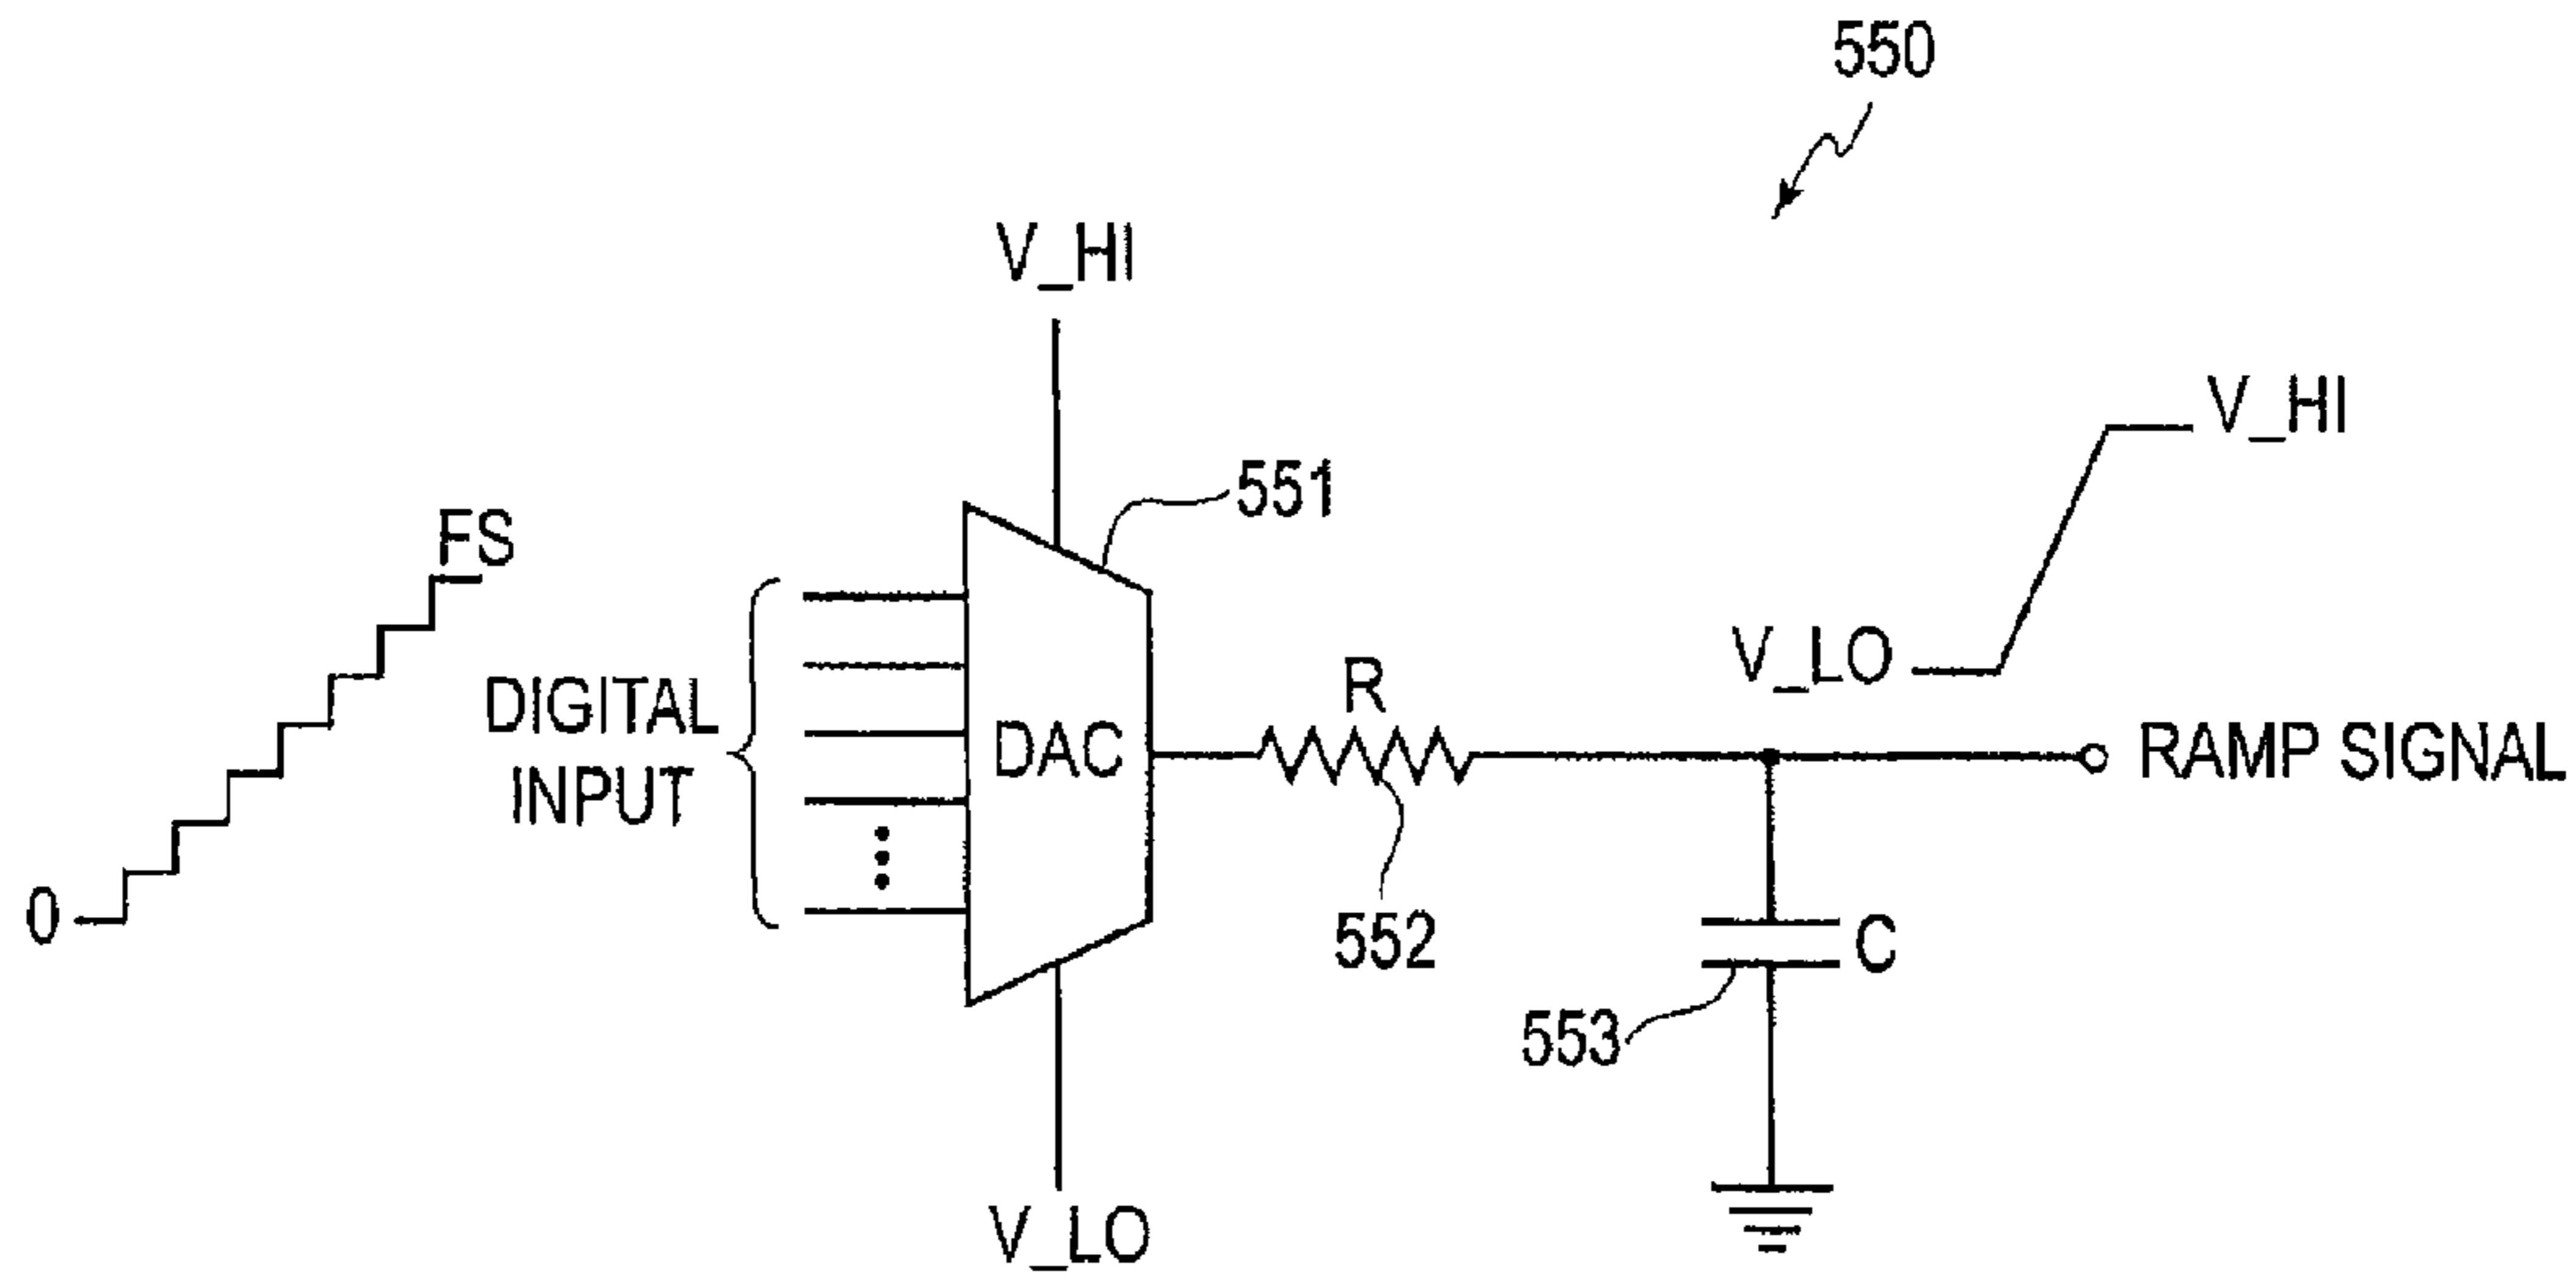 550
V_HI
551
V_HI
FS
V_LO
R
DIGITAL
INPUT
DAC
RAMP SIGNAL
0
552
C
553
V_LO